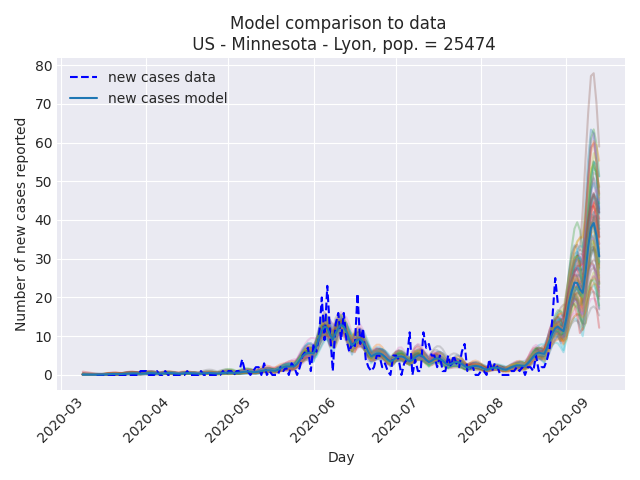 Model comparison to data
US - Minnesota - Lyon, pop. = 25474
new cases data
new cases model
Number of new cases reported
80
70
60
50
40
30
20
10
0
2020-03
2020-04
2020-05
2020-06
2020-07
2020-08
2020-09
Day